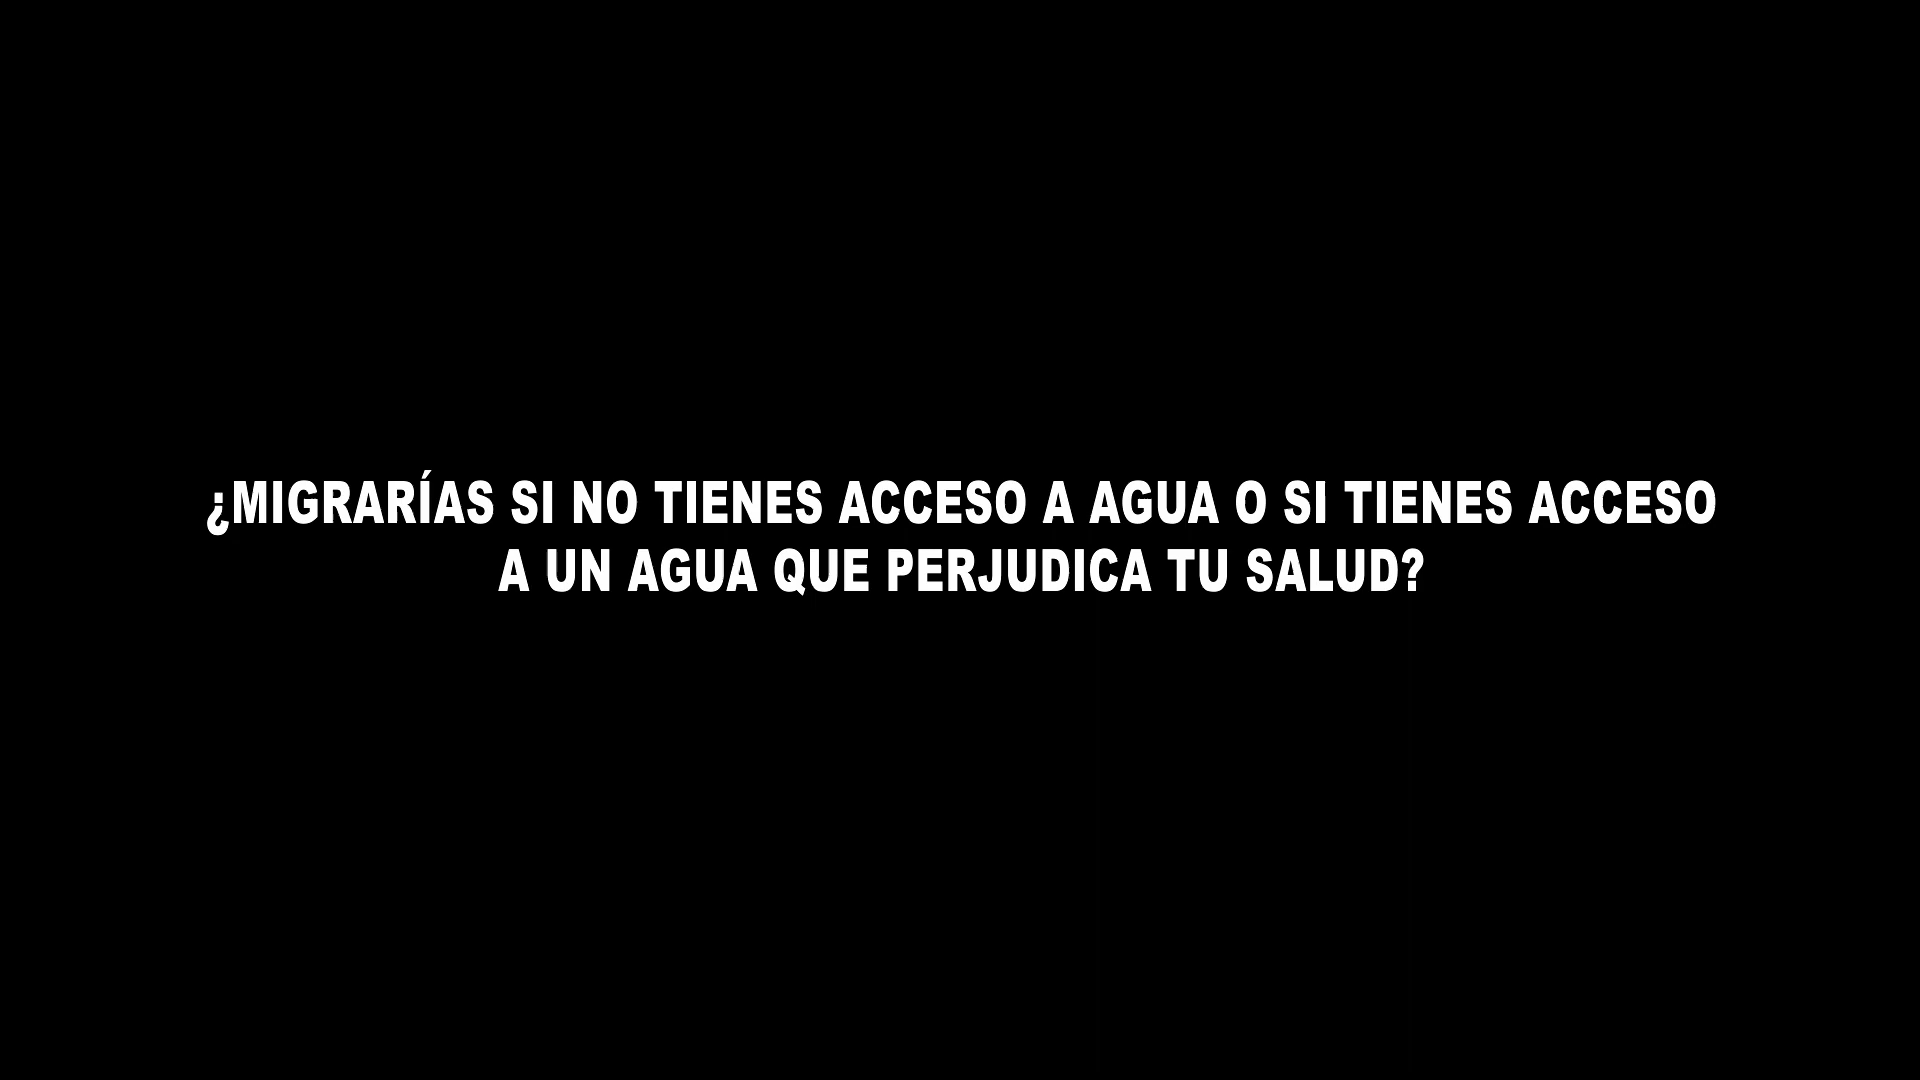 ¿MIGRARÍAS SI NO TIENES ACCESO A AGUA O SI TIENES ACCESO
A UN AGUA QUE PERJUDICA TU SALUD?